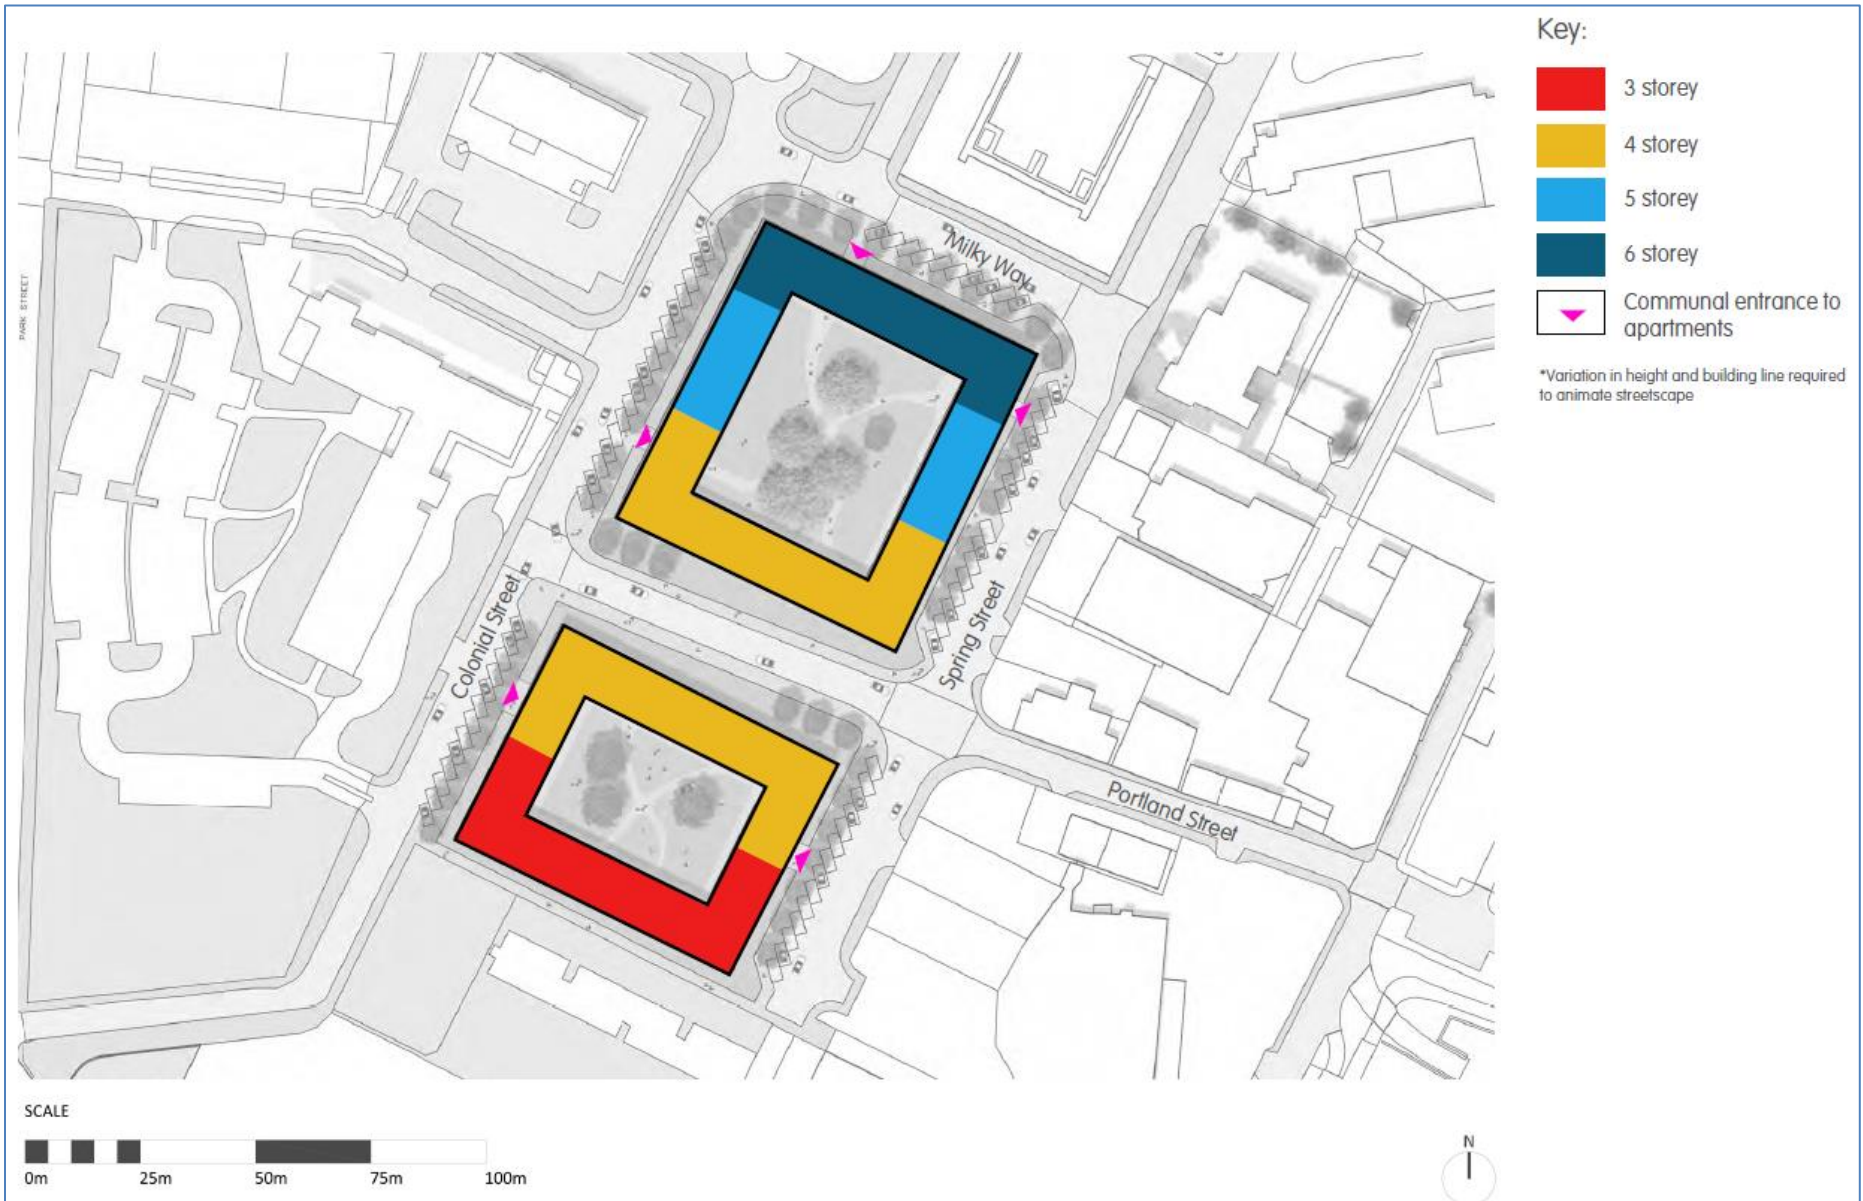 Key:
3 storey
4 storey
5 storey
6 storey
Communal entrance to
apartments
*Variation in height and building line required
to animate streetscape
Milky Way
PARK STREET
Colonial Street
Spring Street
Portland Street
SCALE
0m 25m 50m 75m 100m
N